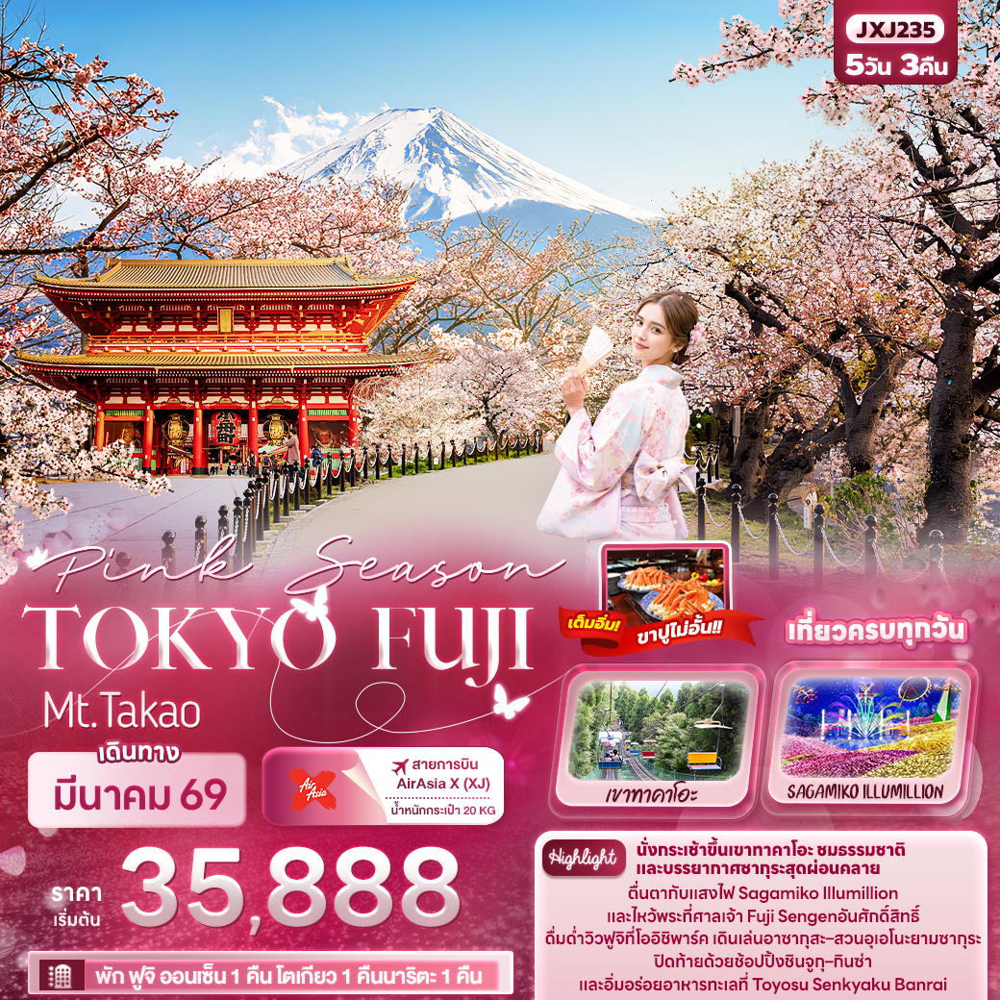 JXJ235
5วัน 3คืน
Pink Season
TOKYO FUJI
Mt.Takao
เต็มอิ่ม!
ขาปูไม่อั้น!!
เที่ยวครบทุกวัน
เขาทาคาโอะ
SAGAMIKO ILLUMILLION
เดินทาง
มีนาคม 69
Air
Asia
X
สายการบิน
AirAsia X (XJ)
น้ำหนักกระเป๋า 20 KG
ราคา
เริ่มต้น
35,888
พัก ฟูจิ ออนเซ็น 1 คืน โตเกียว 1 คืนนาริตะ 1 คืน
Highlight
นั่งกระเช้าขึ้นเขาทาคาโอะ ชมธรรมชาติ
และบรรยากาศซากุระสุดผ่อนคลาย
ตื่นตากับแสงไฟ Sagamiko Illumillion
และไหว้พระที่ศาลเจ้า Fuji Sengenอันศักดิ์สิทธิ์
ดื่มด่ำวิวฟูจิที่โออิชิพาร์ค เดินเล่นอาซากุสะ–สวนอุเอโนะยามซากุระ
ปิดท้ายด้วยช้อปปิ้งชินจูกุ–กินซ่า
และอิ่มอร่อยอาหารทะเลที่ Toyosu Senkyaku Banrai